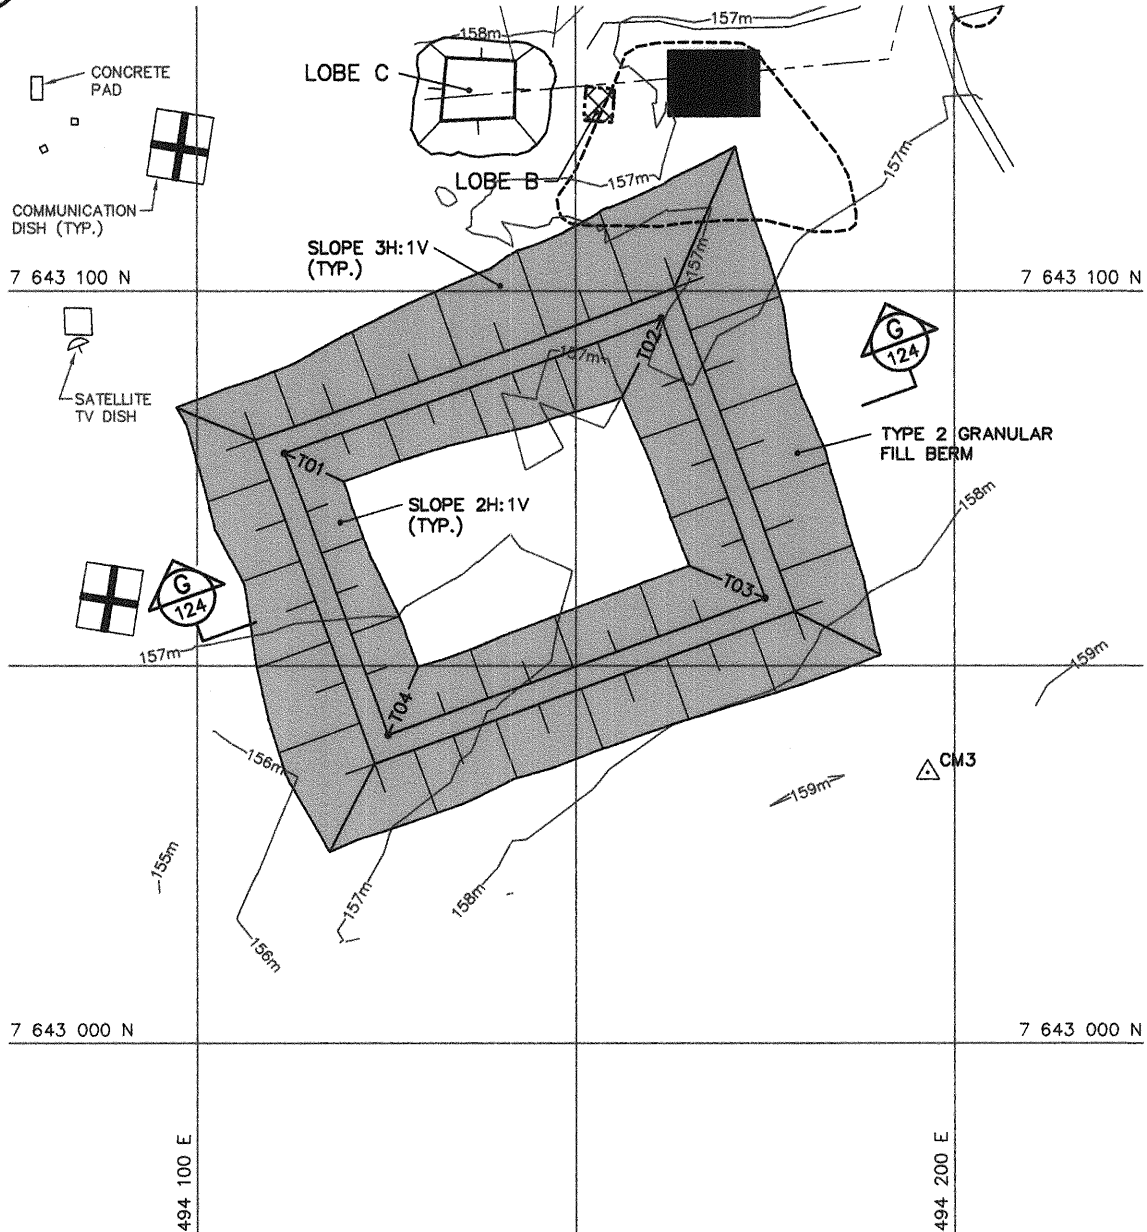 158m
157m
CONCRETE
PAD
LOBE C
157m
LOBE B
157m
COMMUNICATION
DISH (TYP.)
SLOPE 3H:1V
(TYP.)
157m
7 643 100 N
7 643 100 N
G
124
T02
157m
SATELLITE
TV DISH
TYPE 2 GRANULAR
FILL BERM
T01
SLOPE 2H:1V
(TYP.)
158m
G
124
T03
157m
159m
T04
156m
CM3
159m
155m
157m
158m
156m
7 643 000 N
7 643 000 N
494 100 E
494 200 E